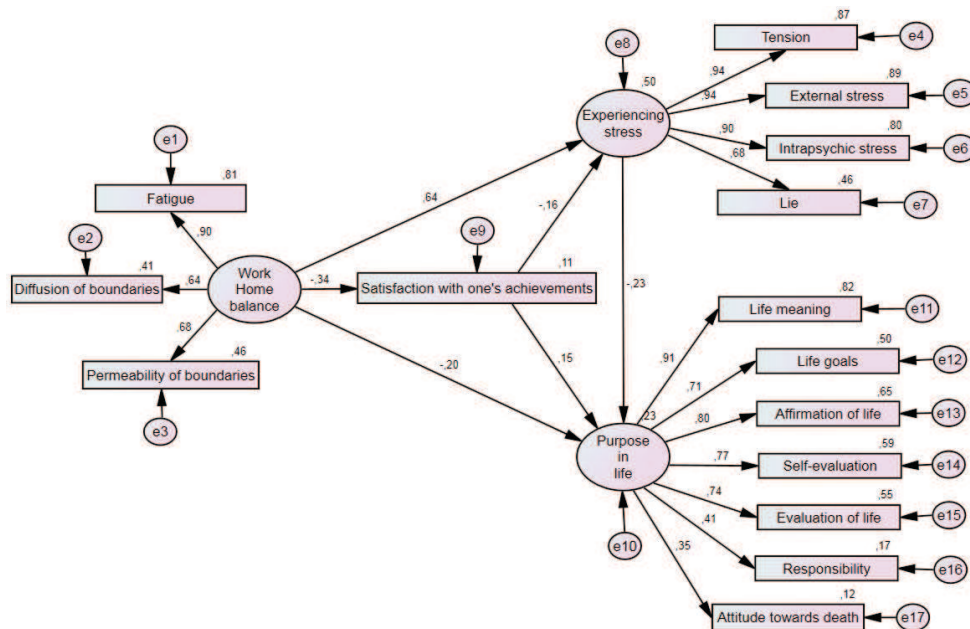 ,87
e8
Tension
e4
,50
,94
,89
,94
External stress
e5
Experiencing
stress
e1
,90
,80
Intrapsychic stress
e6
,81
,68
,46
Fatigue
,64
Lie
e7
e2
-,16
,90
e9
,41
,11
Work
Home
balance
Diffusion of boundaries
,64
-,34
Satisfaction with one's achievements
-,23
,82
,68
Life meaning
e11
,46
,50
Permeability of boundaries
-,20
,15
,91
Life goals
e12
,71
,65
e3
,23
,80
Affirmation of life
e13
Purpose
in
life
,59
,77
Self-evaluation
e14
,74
,55
,41
Evaluation of life
e15
e10
,35
,17
Responsibility
e16
,12
Attitude towards death
e17